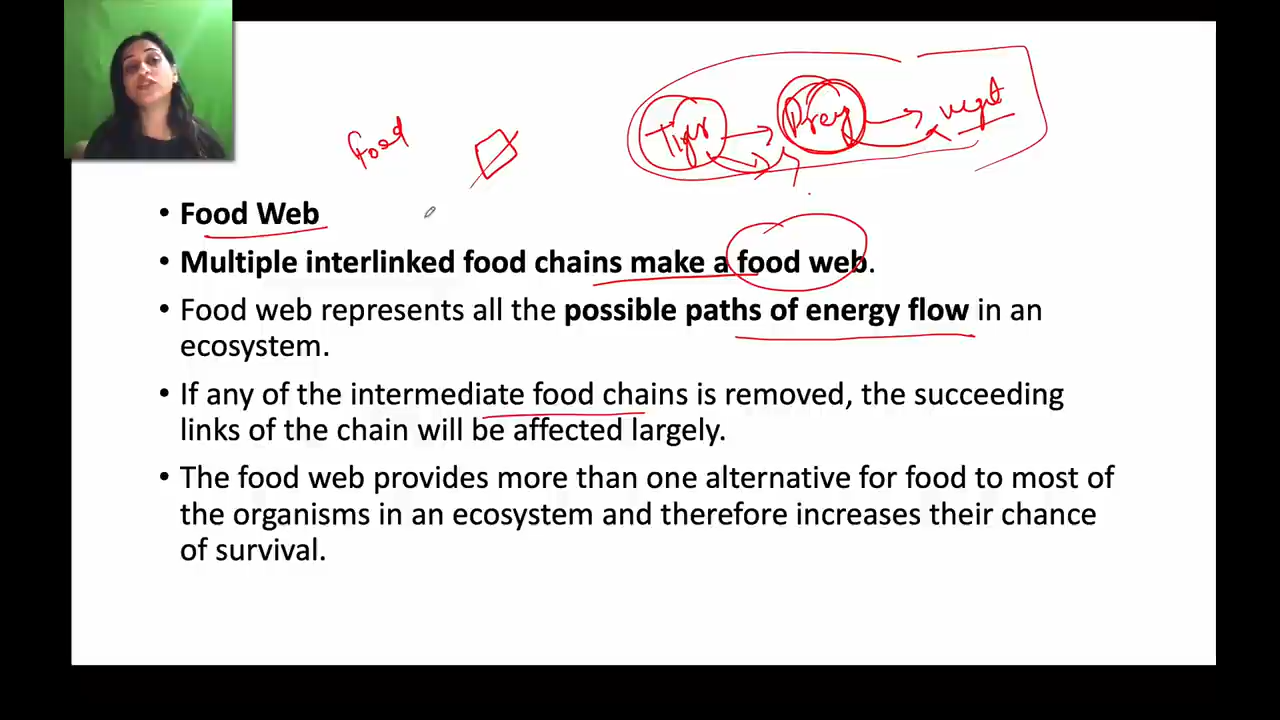 Tiger
Prey
veget
food
• Food Web
• Multiple interlinked food chains make a food web.
• Food web represents all the possible paths of energy flow in an
ecosystem.
• If any of the intermediate food chains is removed, the succeeding
links of the chain will be affected largely.
• The food web provides more than one alternative for food to most of
the organisms in an ecosystem and therefore increases their chance
of survival.